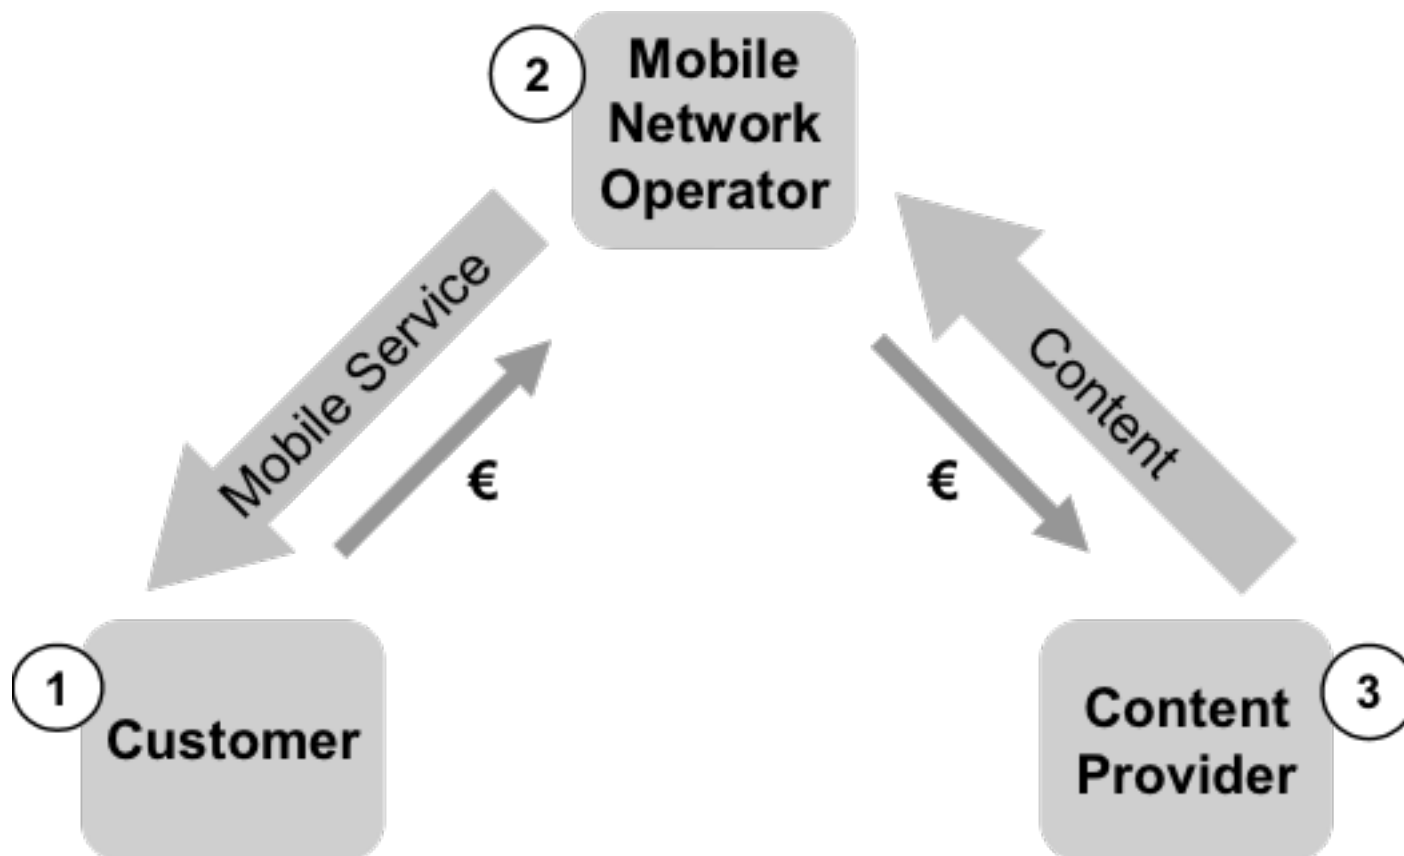 2
Mobile
Network
Operator
Mobile Service
€
€
Content
1
Customer
Content
Provider
3